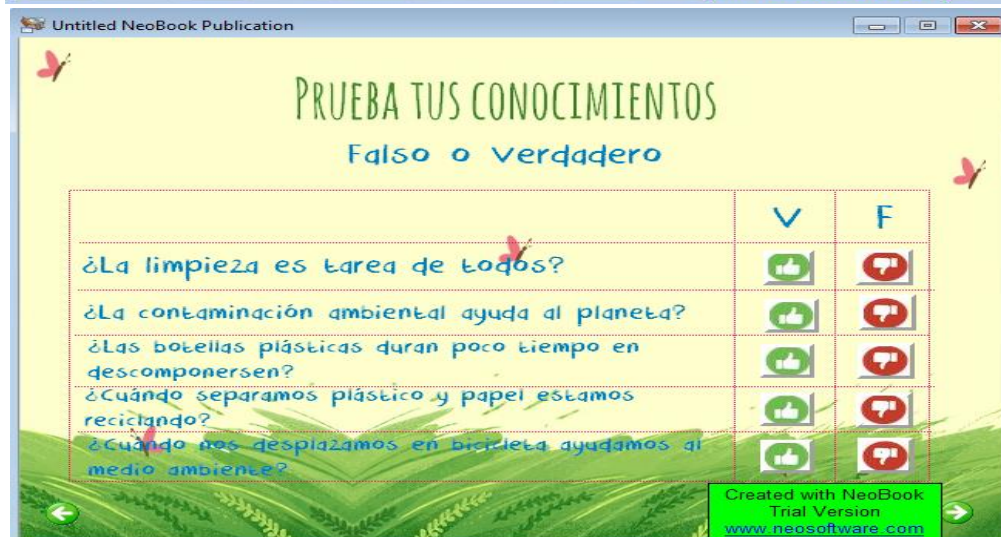 Untitled NeoBook Publication
PRUEBA TUS CONOCIMIENTOS
Falso o Verdadero
V F
¿La limpieza es tarea de todos?
¿La contaminación ambiental ayuda al planeta?
¿Las botellas plásticas duran poco tiempo en
descomponersen?
¿Cuándo separamos plástico y papel estamos
reciclando?
¿Cuándo nos desplazamos en bicicleta ayudamos al
medio ambiente?
Created with NeoBook
Trial Version
www.neosoftware.com